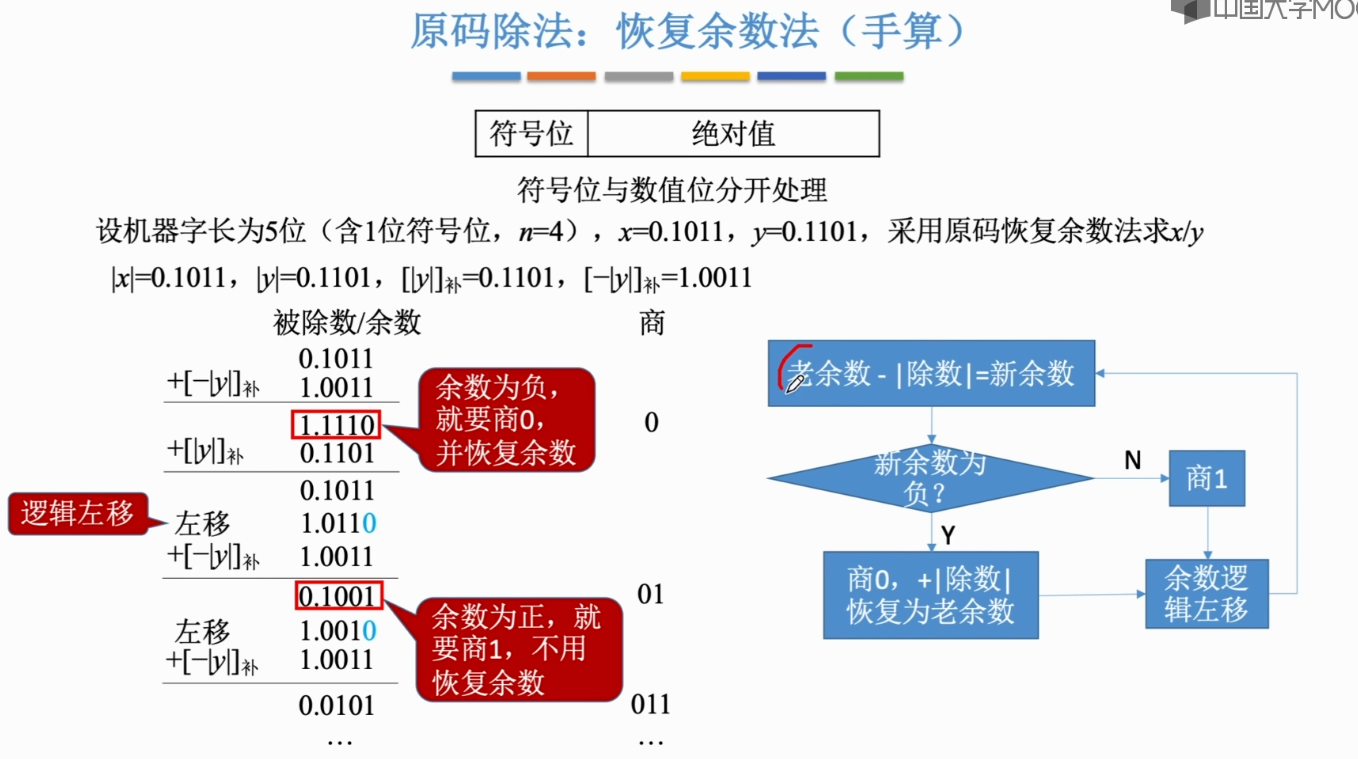 中国大学MOO
原码除法：恢复余数法（手算）
符号位 绝对值
符号位与数值位分开处理
设机器字长为5位（含1位符号位，n=4），x=0.1011，y=0.1101，采用原码恢复余数法求x/y
|x|=0.1011，|y|=0.1101，[|y|]补=0.1101，[−|y|]补=1.0011
被除数/余数 商
0.1011
+[−|y|]补 1.0011
1.1110 0
+[|y|]补 0.1101
0.1011
左移 1.0110
+[−|y|]补 1.0011
0.1001 01
左移 1.0010
+[−|y|]补 1.0011
0.0101 011
… …
余数为负，
就要商0，
并恢复余数
逻辑左移
余数为正，就
要商1，不用
恢复余数
老余数 - |除数|=新余数
新余数为
负？
N
商1
Y
商0，+|除数|
恢复为老余数
余数逻
辑左移